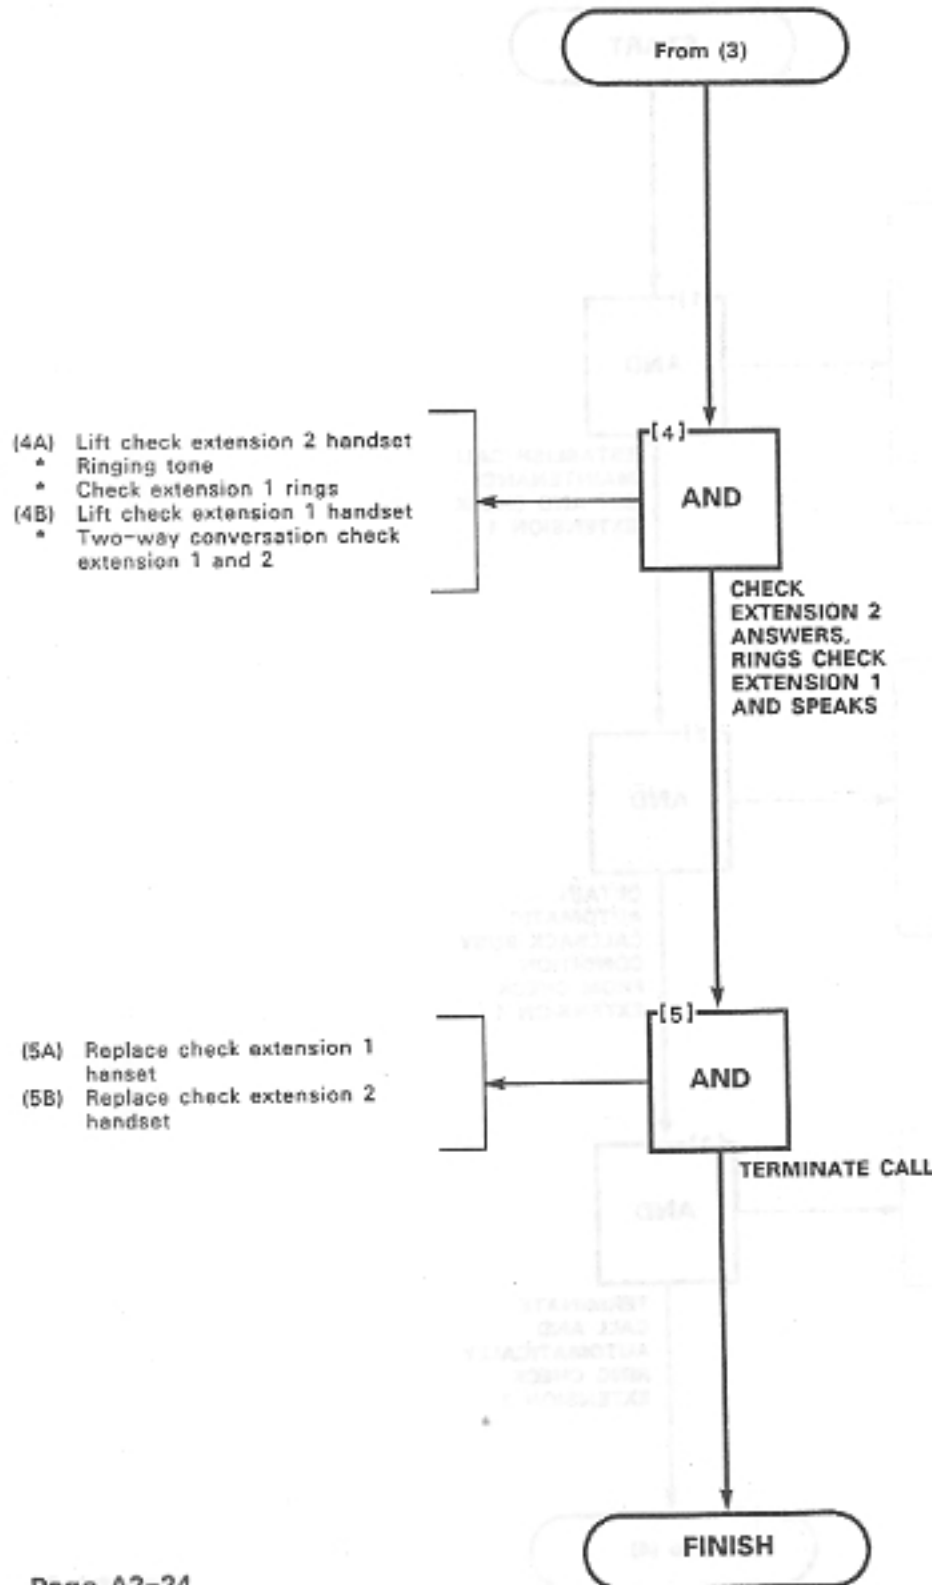 From (3)
[4]
AND
(4A) Lift check extension 2 handset
* Ringing tone
* Check extension 1 rings
(4B) Lift check extension 1 handset
* Two-way conversation check
extension 1 and 2
CHECK
EXTENSION 2
ANSWERS,
RINGS CHECK
EXTENSION 1
AND SPEAKS
[5]
AND
(5A) Replace check extension 1
hanset
(5B) Replace check extension 2
handset
TERMINATE CALL
FINISH
Page A2-24